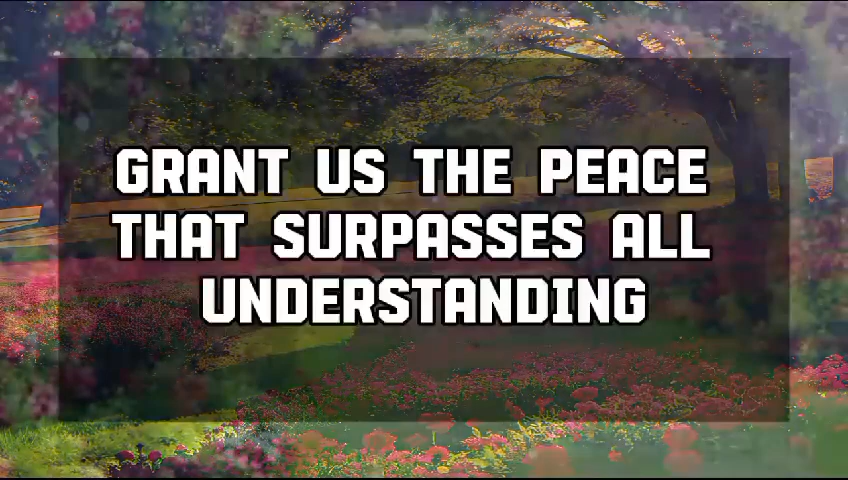 GRANT US THE PEACE
THAT SURPASSES ALL
UNDERSTANDING